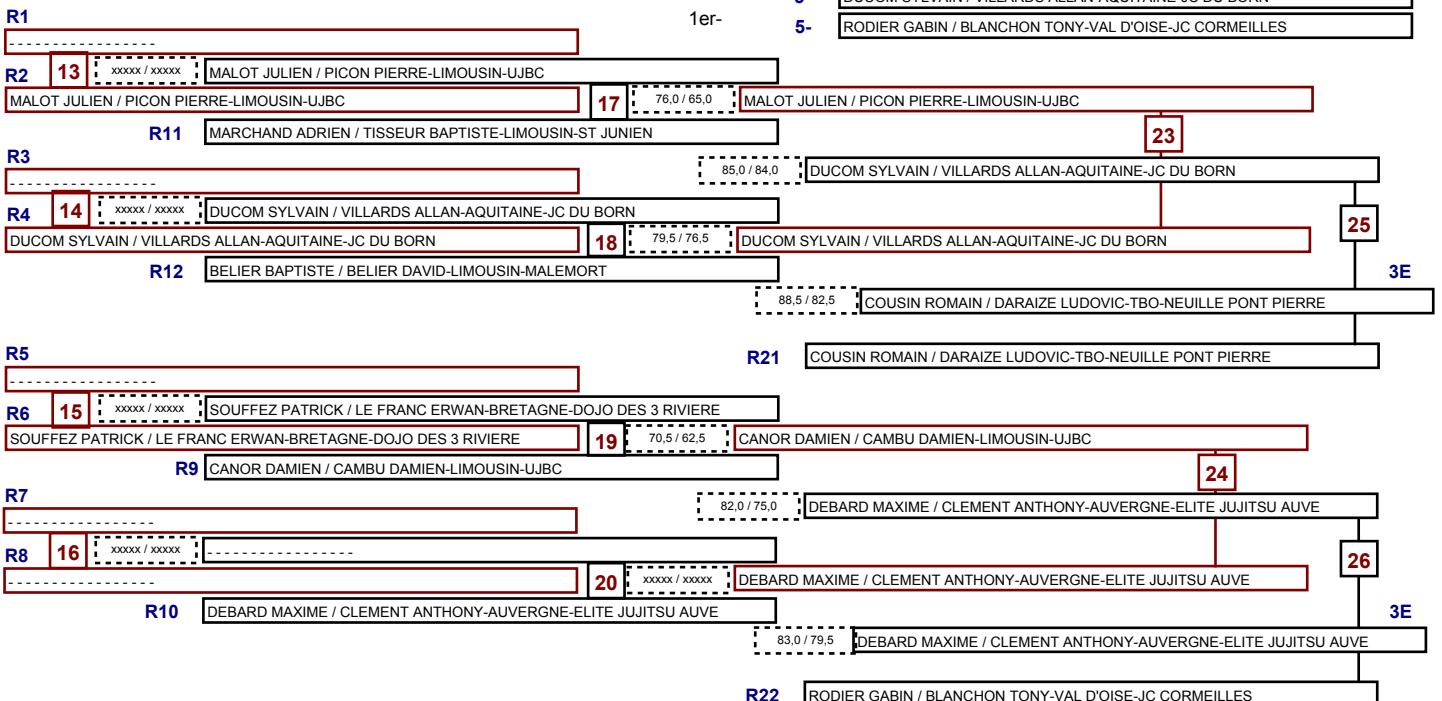 5- DUCOM SYLVAIN / VILLARDS ALLAN-AQUITAINE-JC DU BORN
R1
1er-
5- RODIER GABIN / BLANCHON TONY-VAL D'OISE-JC CORMEILLES
- - - - - - - - - - - - - - - - -
R2 13 xxxxx / xxxxx MALOT JULIEN / PICON PIERRE-LIMOUSIN-UJBC
MALOT JULIEN / PICON PIERRE-LIMOUSIN-UJBC 17 76,0 / 65,0 MALOT JULIEN / PICON PIERRE-LIMOUSIN-UJBC
R11 MARCHAND ADRIEN / TISSEUR BAPTISTE-LIMOUSIN-ST JUNIEN 23
R3
85,0 / 84,0 DUCOM SYLVAIN / VILLARDS ALLAN-AQUITAINE-JC DU BORN
- - - - - - - - - - - - - - - - -
R4 14 xxxxx / xxxxx DUCOM SYLVAIN / VILLARDS ALLAN-AQUITAINE-JC DU BORN 25
DUCOM SYLVAIN / VILLARDS ALLAN-AQUITAINE-JC DU BORN 18 79,5 / 76,5 DUCOM SYLVAIN / VILLARDS ALLAN-AQUITAINE-JC DU BORN
R12 BELIER BAPTISTE / BELIER DAVID-LIMOUSIN-MALEMORT 3E
88,5 / 82,5 COUSIN ROMAIN / DARAIZE LUDOVIC-TBO-NEUILLE PONT PIERRE
R5
R21 COUSIN ROMAIN / DARAIZE LUDOVIC-TBO-NEUILLE PONT PIERRE
- - - - - - - - - - - - - - - - -
R6 15 xxxxx / xxxxx SOUFFEZ PATRICK / LE FRANC ERWAN-BRETAGNE-DOJO DES 3 RIVIERE
SOUFFEZ PATRICK / LE FRANC ERWAN-BRETAGNE-DOJO DES 3 RIVIERE 19 70,5 / 62,5 CANOR DAMIEN / CAMBU DAMIEN-LIMOUSIN-UJBC
R9 CANOR DAMIEN / CAMBU DAMIEN-LIMOUSIN-UJBC 24
R7
82,0 / 75,0 DEBARD MAXIME / CLEMENT ANTHONY-AUVERGNE-ELITE JUJITSU AUVE
- - - - - - - - - - - - - - - - -
R8 16 xxxxx / xxxxx - - - - - - - - - - - - - - - - - 26
- - - - - - - - - - - - - - - - - 20 xxxxx / xxxxx DEBARD MAXIME / CLEMENT ANTHONY-AUVERGNE-ELITE JUJITSU AUVE
R10 DEBARD MAXIME / CLEMENT ANTHONY-AUVERGNE-ELITE JUJITSU AUVE 3E
83,0 / 79,5 DEBARD MAXIME / CLEMENT ANTHONY-AUVERGNE-ELITE JUJITSU AUVE
R22 RODIER GABIN / BLANCHON TONY-VAL D'OISE-JC CORMEILLES